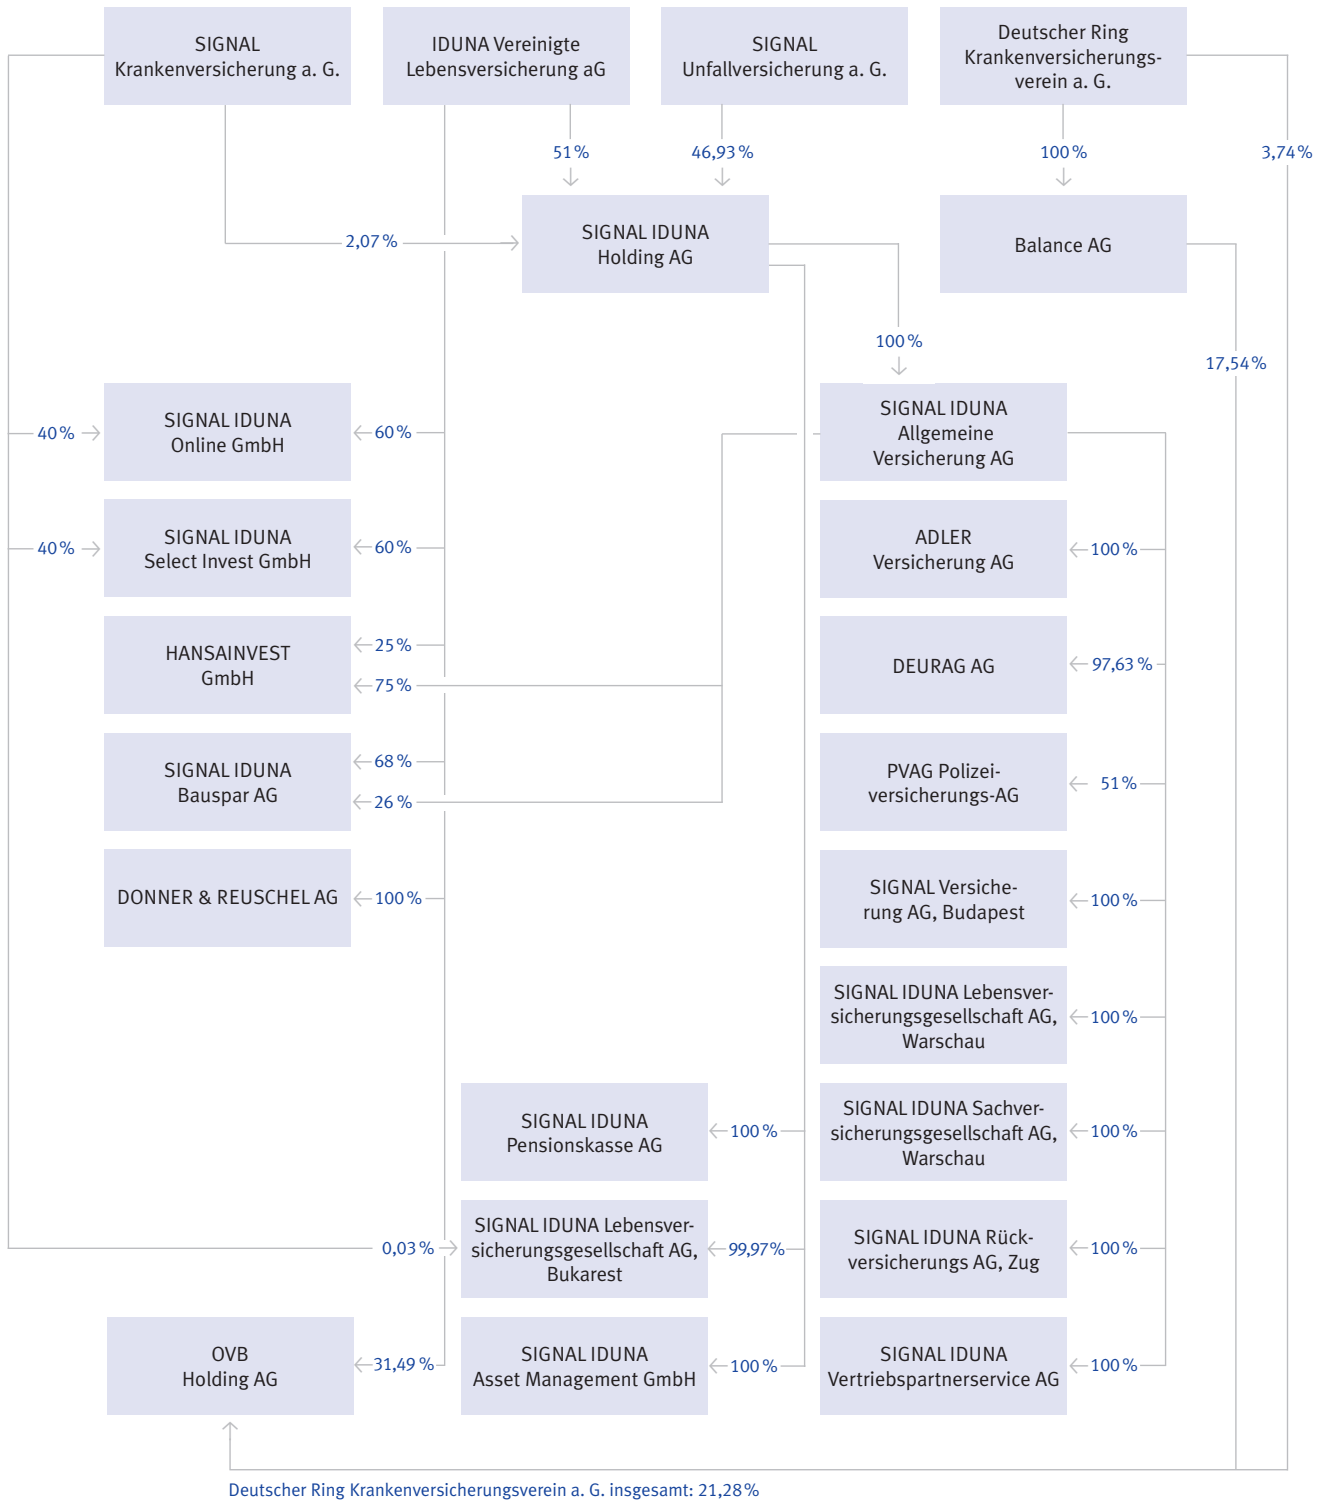 SIGNAL
Krankenversicherung a. G.
IDUNA Vereinigte
Lebensversicherung aG
SIGNAL
Unfallversicherung a. G.
Deutscher Ring
Krankenversicherungs-
verein a. G.
51 %
46,93 %
100 %
3,74 %
2,07 %
SIGNAL IDUNA
Holding AG
Balance AG
100 %
17,54 %
40 %
SIGNAL IDUNA
Online GmbH
60 %
SIGNAL IDUNA
Allgemeine
Versicherung AG
40 %
SIGNAL IDUNA
Select Invest GmbH
60 %
ADLER
Versicherung AG
100 %
HANSAINVEST
GmbH
25 %
75 %
DEURAG AG
97,63 %
SIGNAL IDUNA
Bauspar AG
68 %
26 %
PVAG Polizei-
versicherungs-AG
51 %
DONNER & REUSCHEL AG
100 %
SIGNAL Versiche-
rung AG, Budapest
100 %
SIGNAL IDUNA Lebensver-
sicherungsgesellschaft AG,
Warschau
100 %
SIGNAL IDUNA
Pensionskasse AG
100 %
SIGNAL IDUNA Sachver-
sicherungsgesellschaft AG,
Warschau
100 %
0,03 %
SIGNAL IDUNA Lebensver-
sicherungsgesellschaft AG,
Bukarest
99,97 %
SIGNAL IDUNA Rück-
versicherungs AG, Zug
100 %
OVB
Holding AG
31,49 %
SIGNAL IDUNA
Asset Management GmbH
100 %
SIGNAL IDUNA
Vertriebspartnerservice AG
100 %
Deutscher Ring Krankenversicherungsverein a. G. insgesamt: 21,28 %